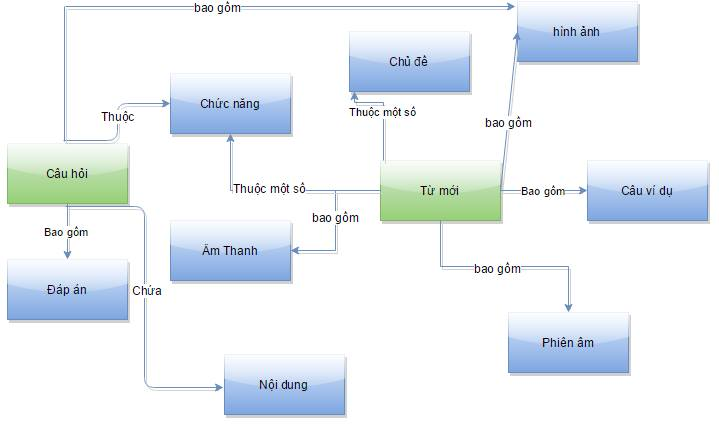 bao gồm
hình ảnh
Chủ đề
Chức năng
Thuộc một số
Thuộc
bao gồm
Câu hỏi
Từ mới
Thuộc một số
Bao gồm
Câu ví dụ
bao gồm
Bao gồm
Âm Thanh
bao gồm
Đáp án
Chứa
Phiên âm
Nội dung